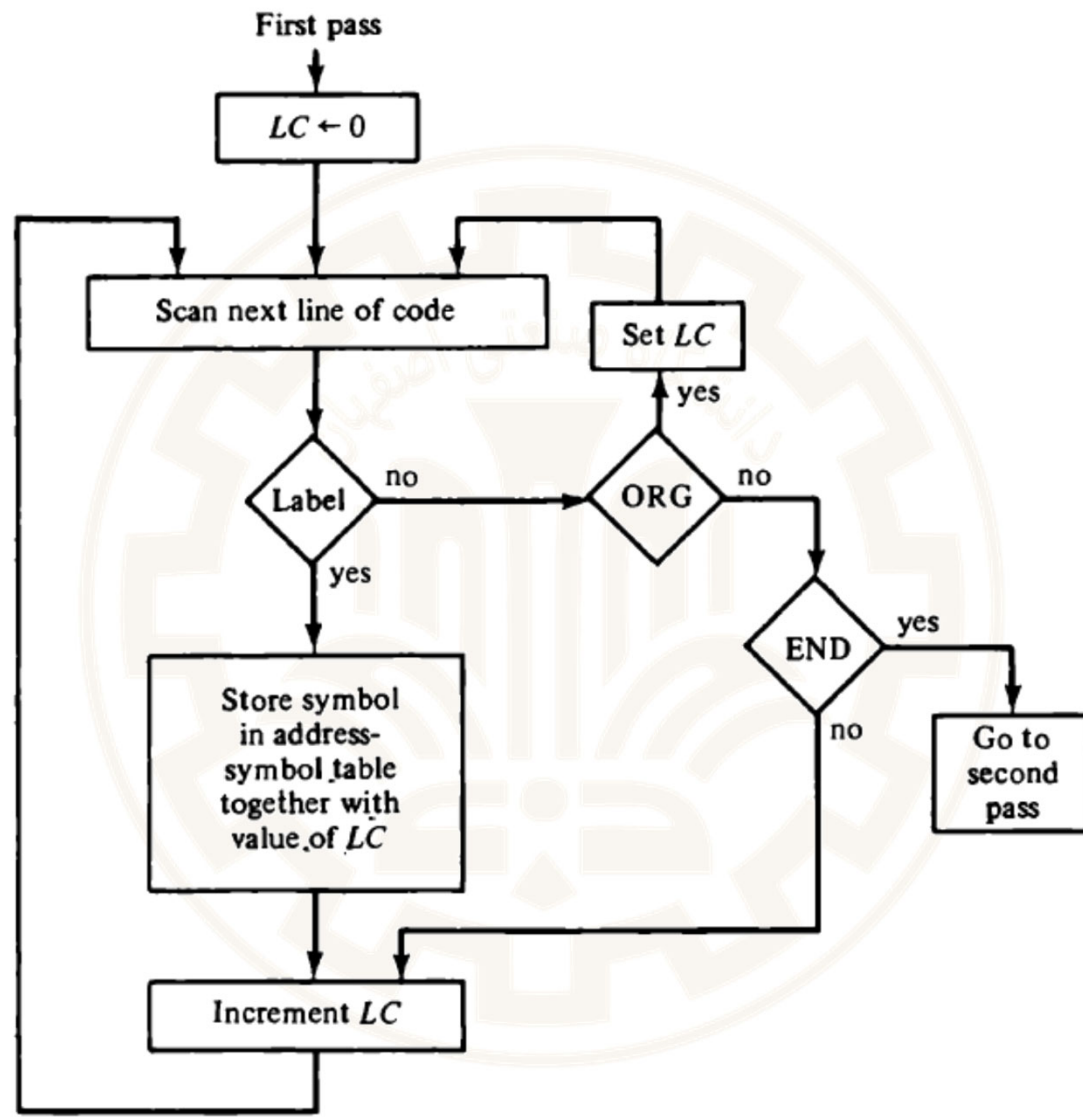 First pass
LC ← 0
Scan next line of code
Set LC
yes
Label
no
ORG
no
yes
END
yes
no
Store symbol
in address-
symbol table
together with
value of LC
Go to
second
pass
Increment LC